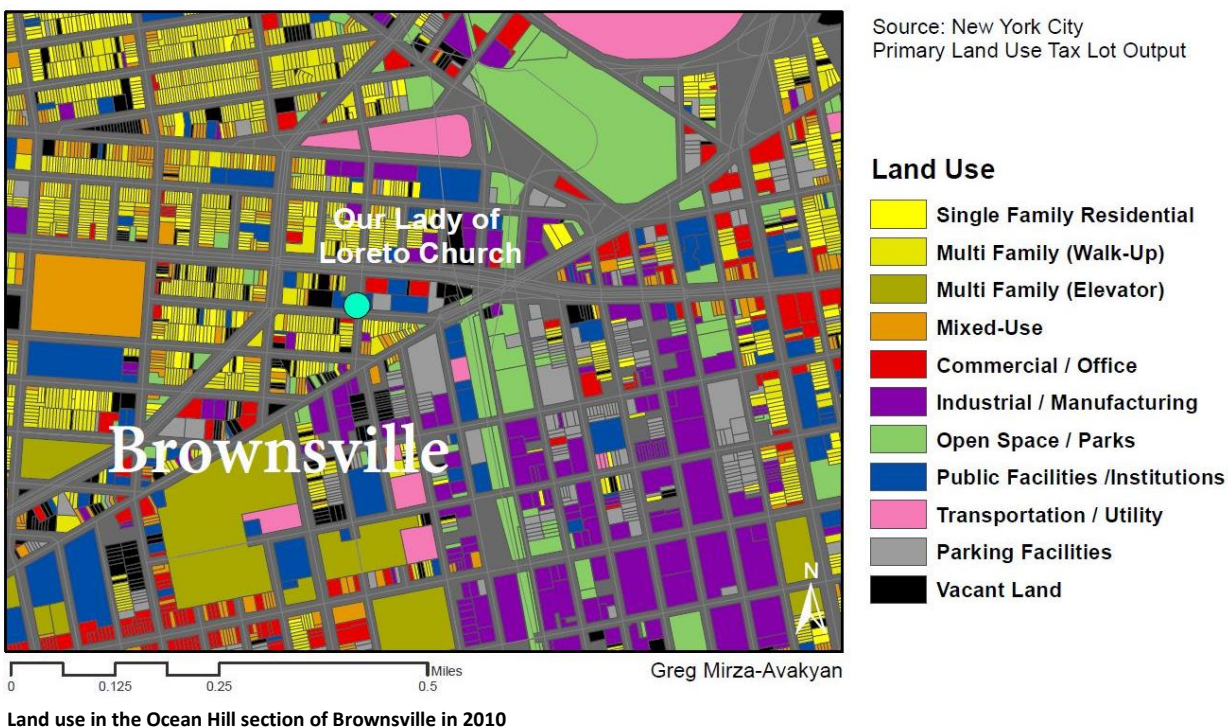 Source: New York City
Primary Land Use Tax Lot Output
Our Lady of
Loreto Church
Brownsville
N
Land Use
Single Family Residential
Multi Family (Walk-Up)
Multi Family (Elevator)
Mixed-Use
Commercial / Office
Industrial / Manufacturing
Open Space / Parks
Public Facilities /Institutions
Transportation / Utility
Parking Facilities
Vacant Land
Miles
0 0.125 0.25 0.5
Greg Mirza-Avakyan
Land use in the Ocean Hill section of Brownsville in 2010